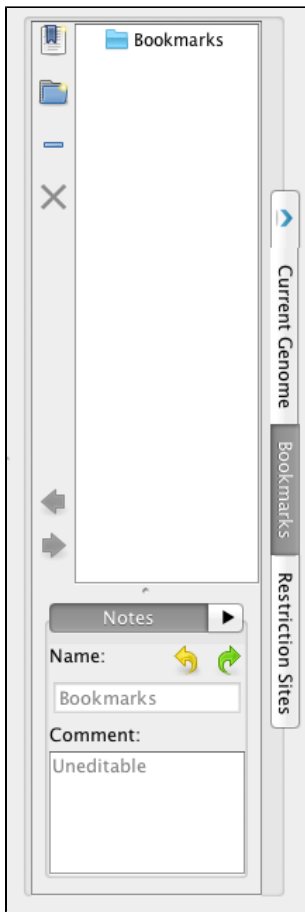 Bookmarks
Current Genome
Bookmarks
Restriction Sites
Notes
Name:
Bookmarks
Comment:
Uneditable